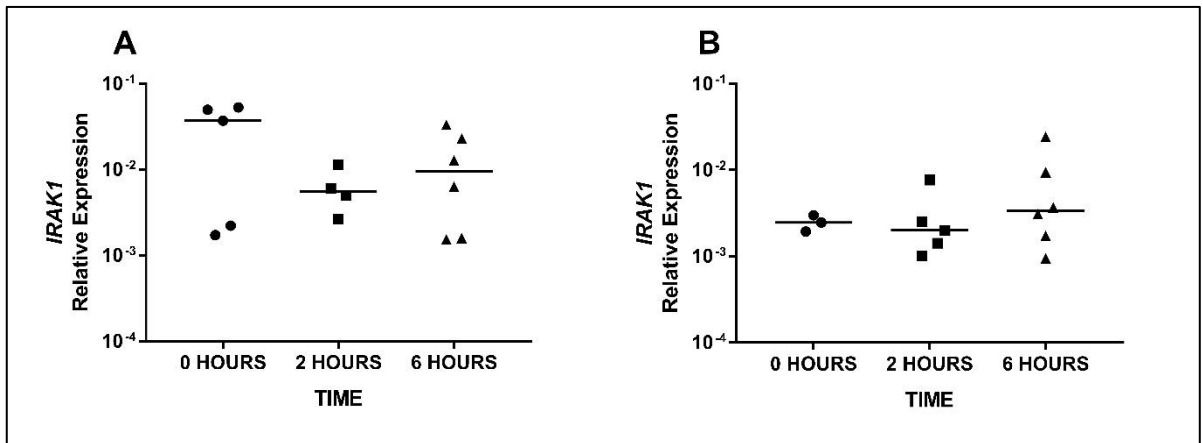 A
IRAK1
Relative Expression
10⁻¹
10⁻²
10⁻³
10⁻⁴
0 HOURS 2 HOURS 6 HOURS
TIME
B
IRAK1
Relative Expression
10⁻¹
10⁻²
10⁻³
10⁻⁴
0 HOURS 2 HOURS 6 HOURS
TIME